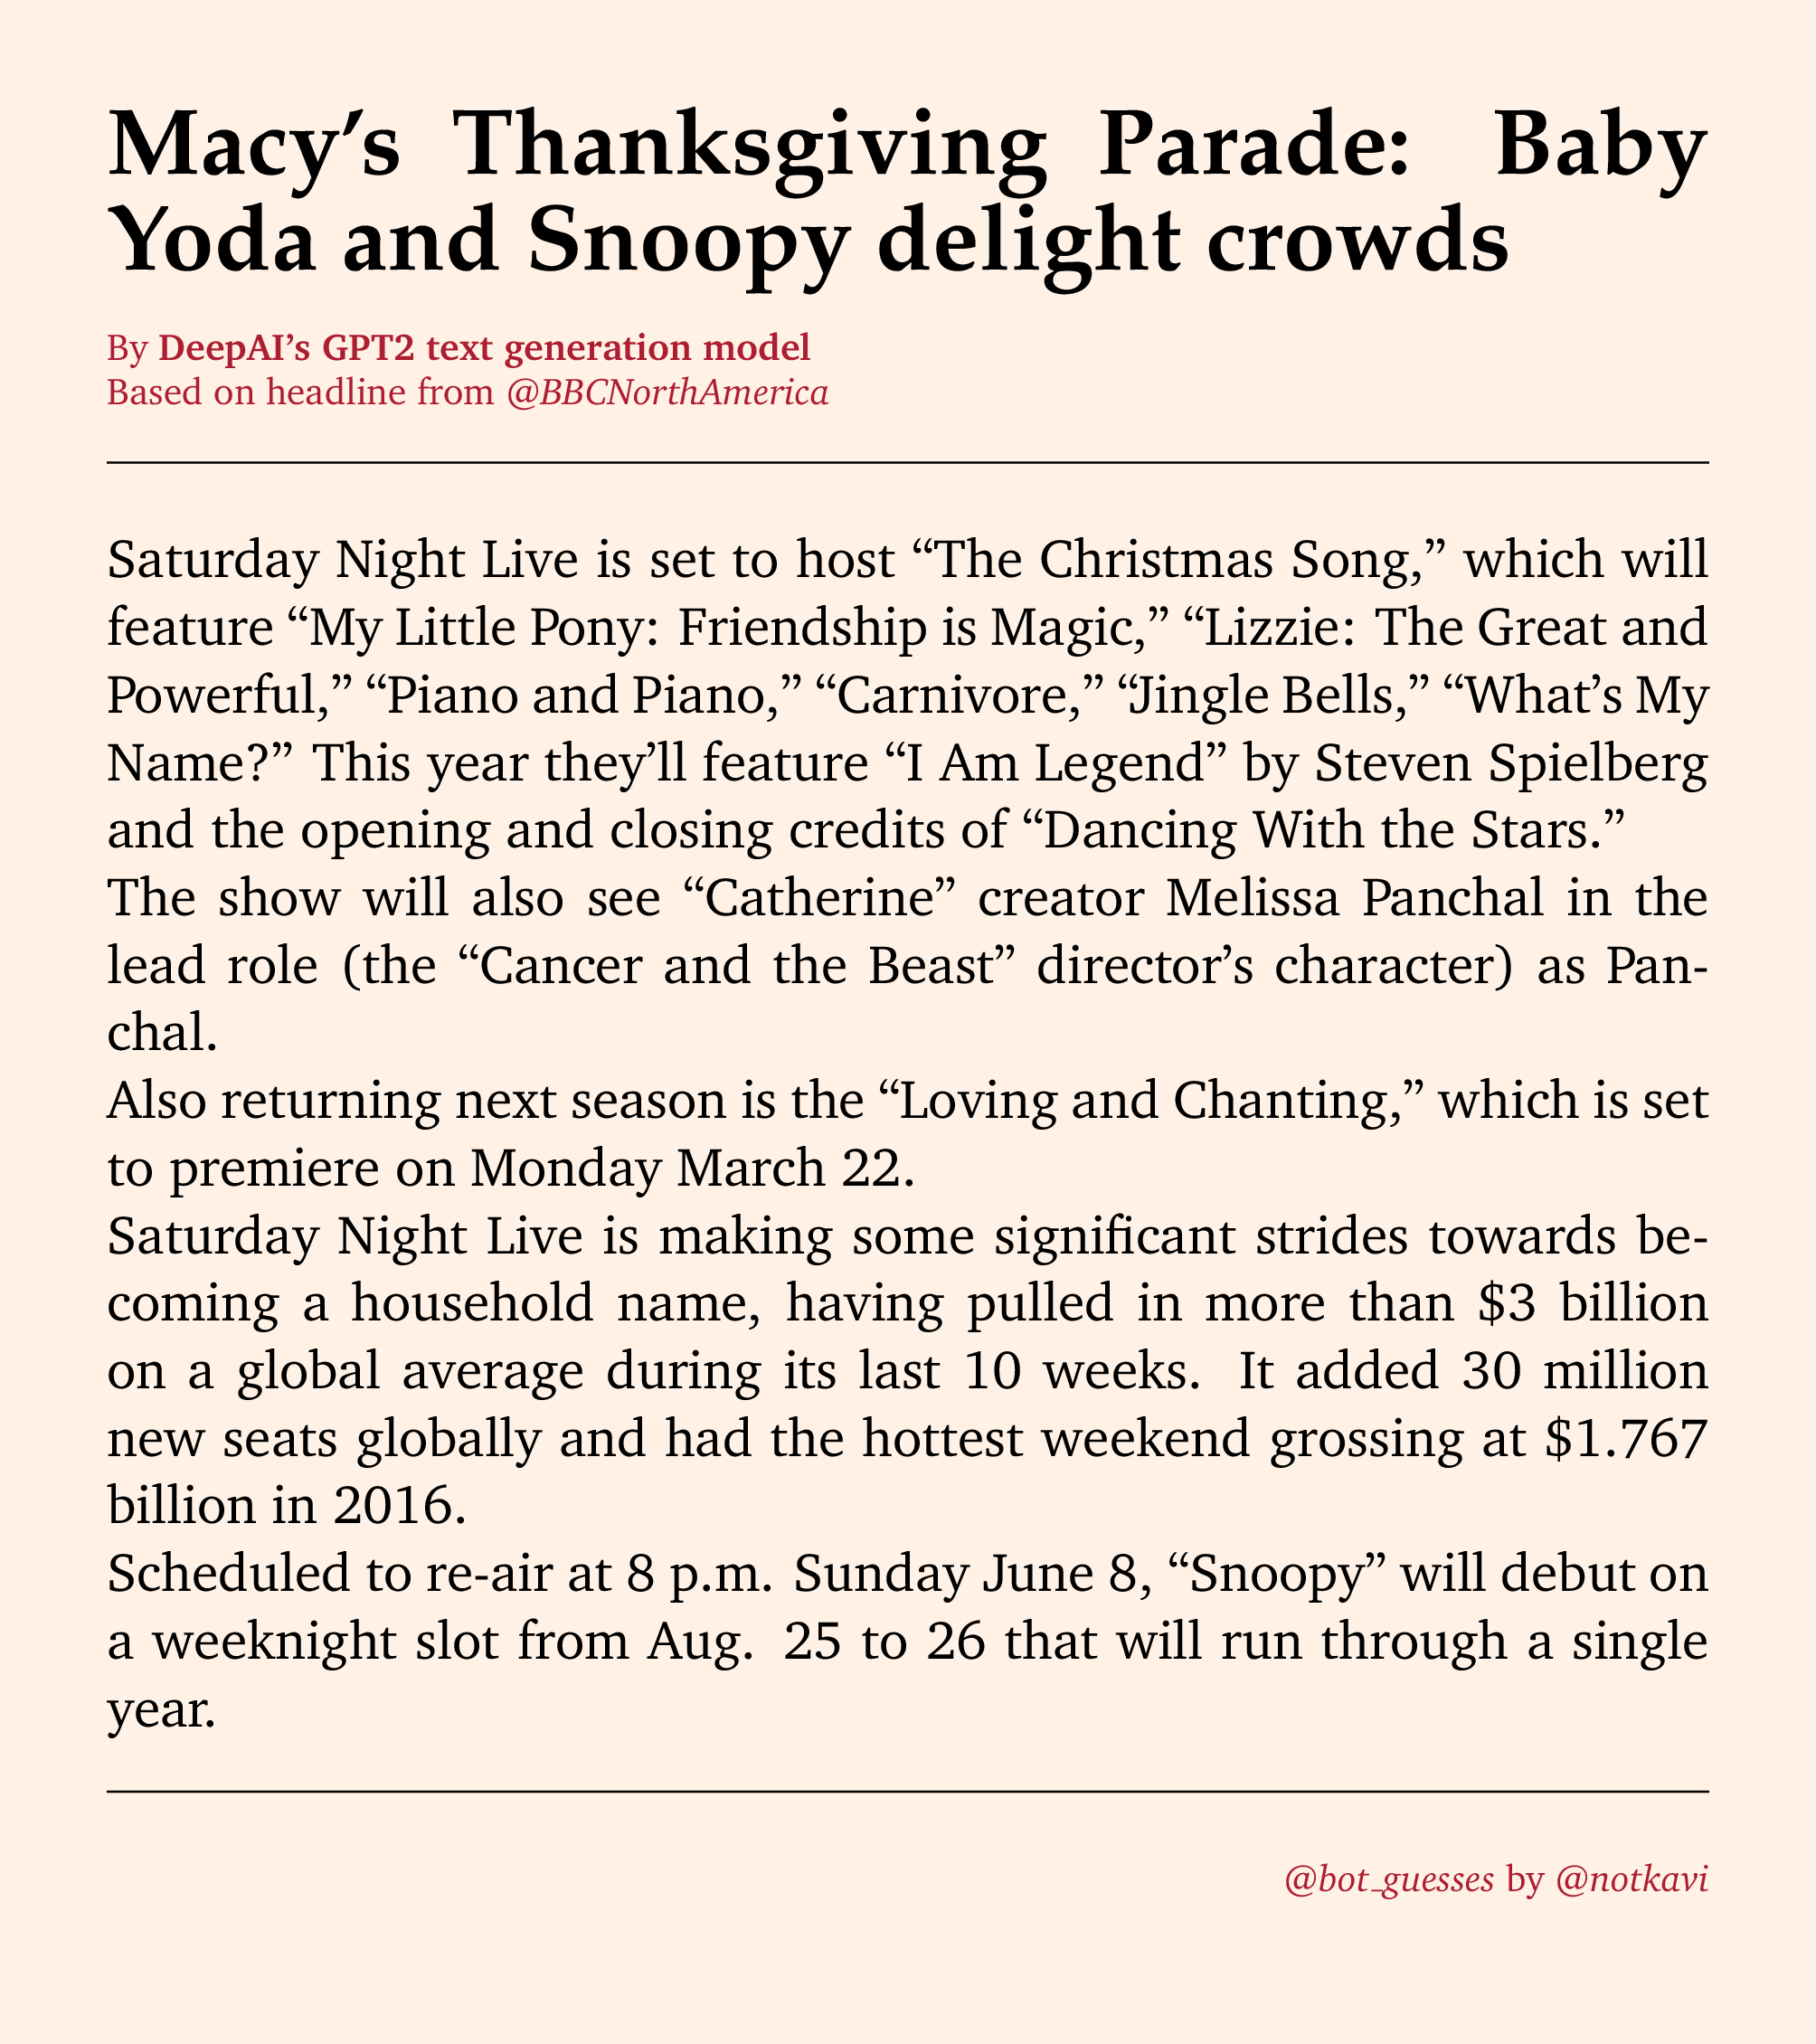 Macy’s Thanksgiving Parade: Baby
Yoda and Snoopy delight crowds
By DeepAI’s GPT2 text generation model
Based on headline from @BBCNorthAmerica
Saturday Night Live is set to host “The Christmas Song,” which will
feature “My Little Pony: Friendship is Magic,” “Lizzie: The Great and
Powerful,” “Piano and Piano,” “Carnivore,” “Jingle Bells,” “What’s My
Name?” This year they’ll feature “I Am Legend” by Steven Spielberg
and the opening and closing credits of “Dancing With the Stars.”
The show will also see “Catherine” creator Melissa Panchal in the
lead role (the “Cancer and the Beast” director’s character) as Pan-
chal.
Also returning next season is the “Loving and Chanting,” which is set
to premiere on Monday March 22.
Saturday Night Live is making some significant strides towards be-
coming a household name, having pulled in more than $3 billion
on a global average during its last 10 weeks. It added 30 million
new seats globally and had the hottest weekend grossing at $1.767
billion in 2016.
Scheduled to re-air at 8 p.m. Sunday June 8, “Snoopy” will debut on
a weeknight slot from Aug. 25 to 26 that will run through a single
year.
@bot_guesses by @notkavi